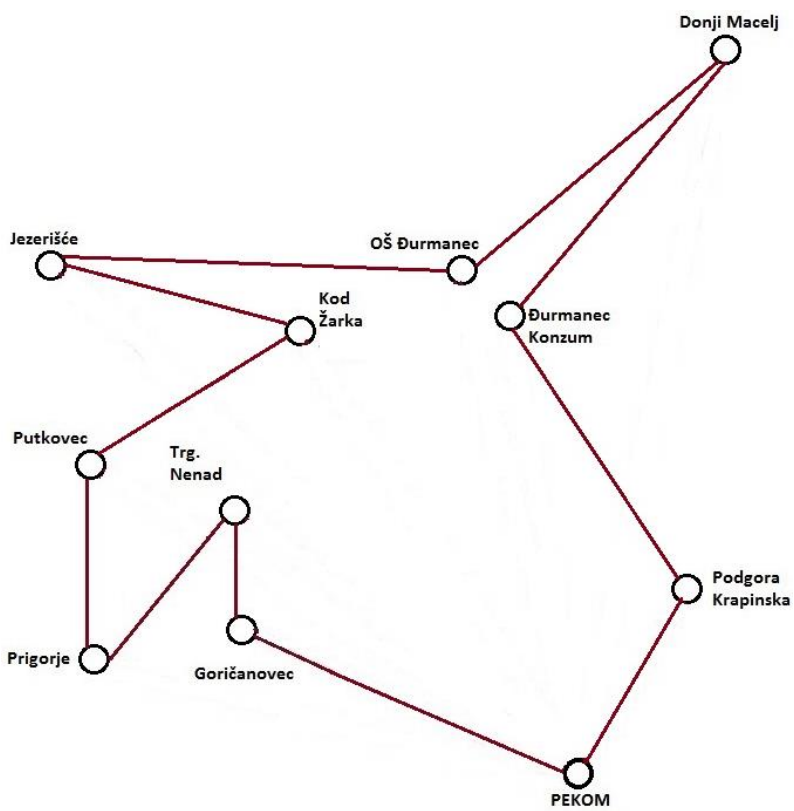 Donji Macelj
Jezerišće
OŠ Đurmanec
Kod
Žarka
Đurmanec
Konzum
Putkovec
Trg.
Nenad
Podgora
Krapinska
Prigorje
Goričanovec
PEKOM